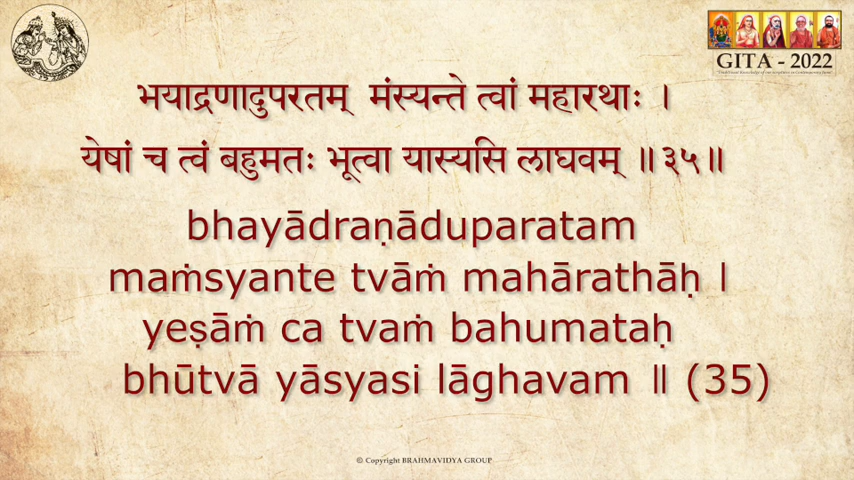 GITA - 2022
भयाद्रणादुपरतम् मंस्यन्ते त्वां महारथाः ।
येषां च त्वं बहुमतः भूत्वा यास्यसि लाघवम् ॥३५॥
bhayādraṇāduparatam
maṁsyante tvāṁ mahārathāḥ ।
yeṣāṁ ca tvaṁ bahumataḥ
bhūtvā yāsyasi lāghavam ॥ (35)
© Copyright BRAHMAVIDYA GROUP